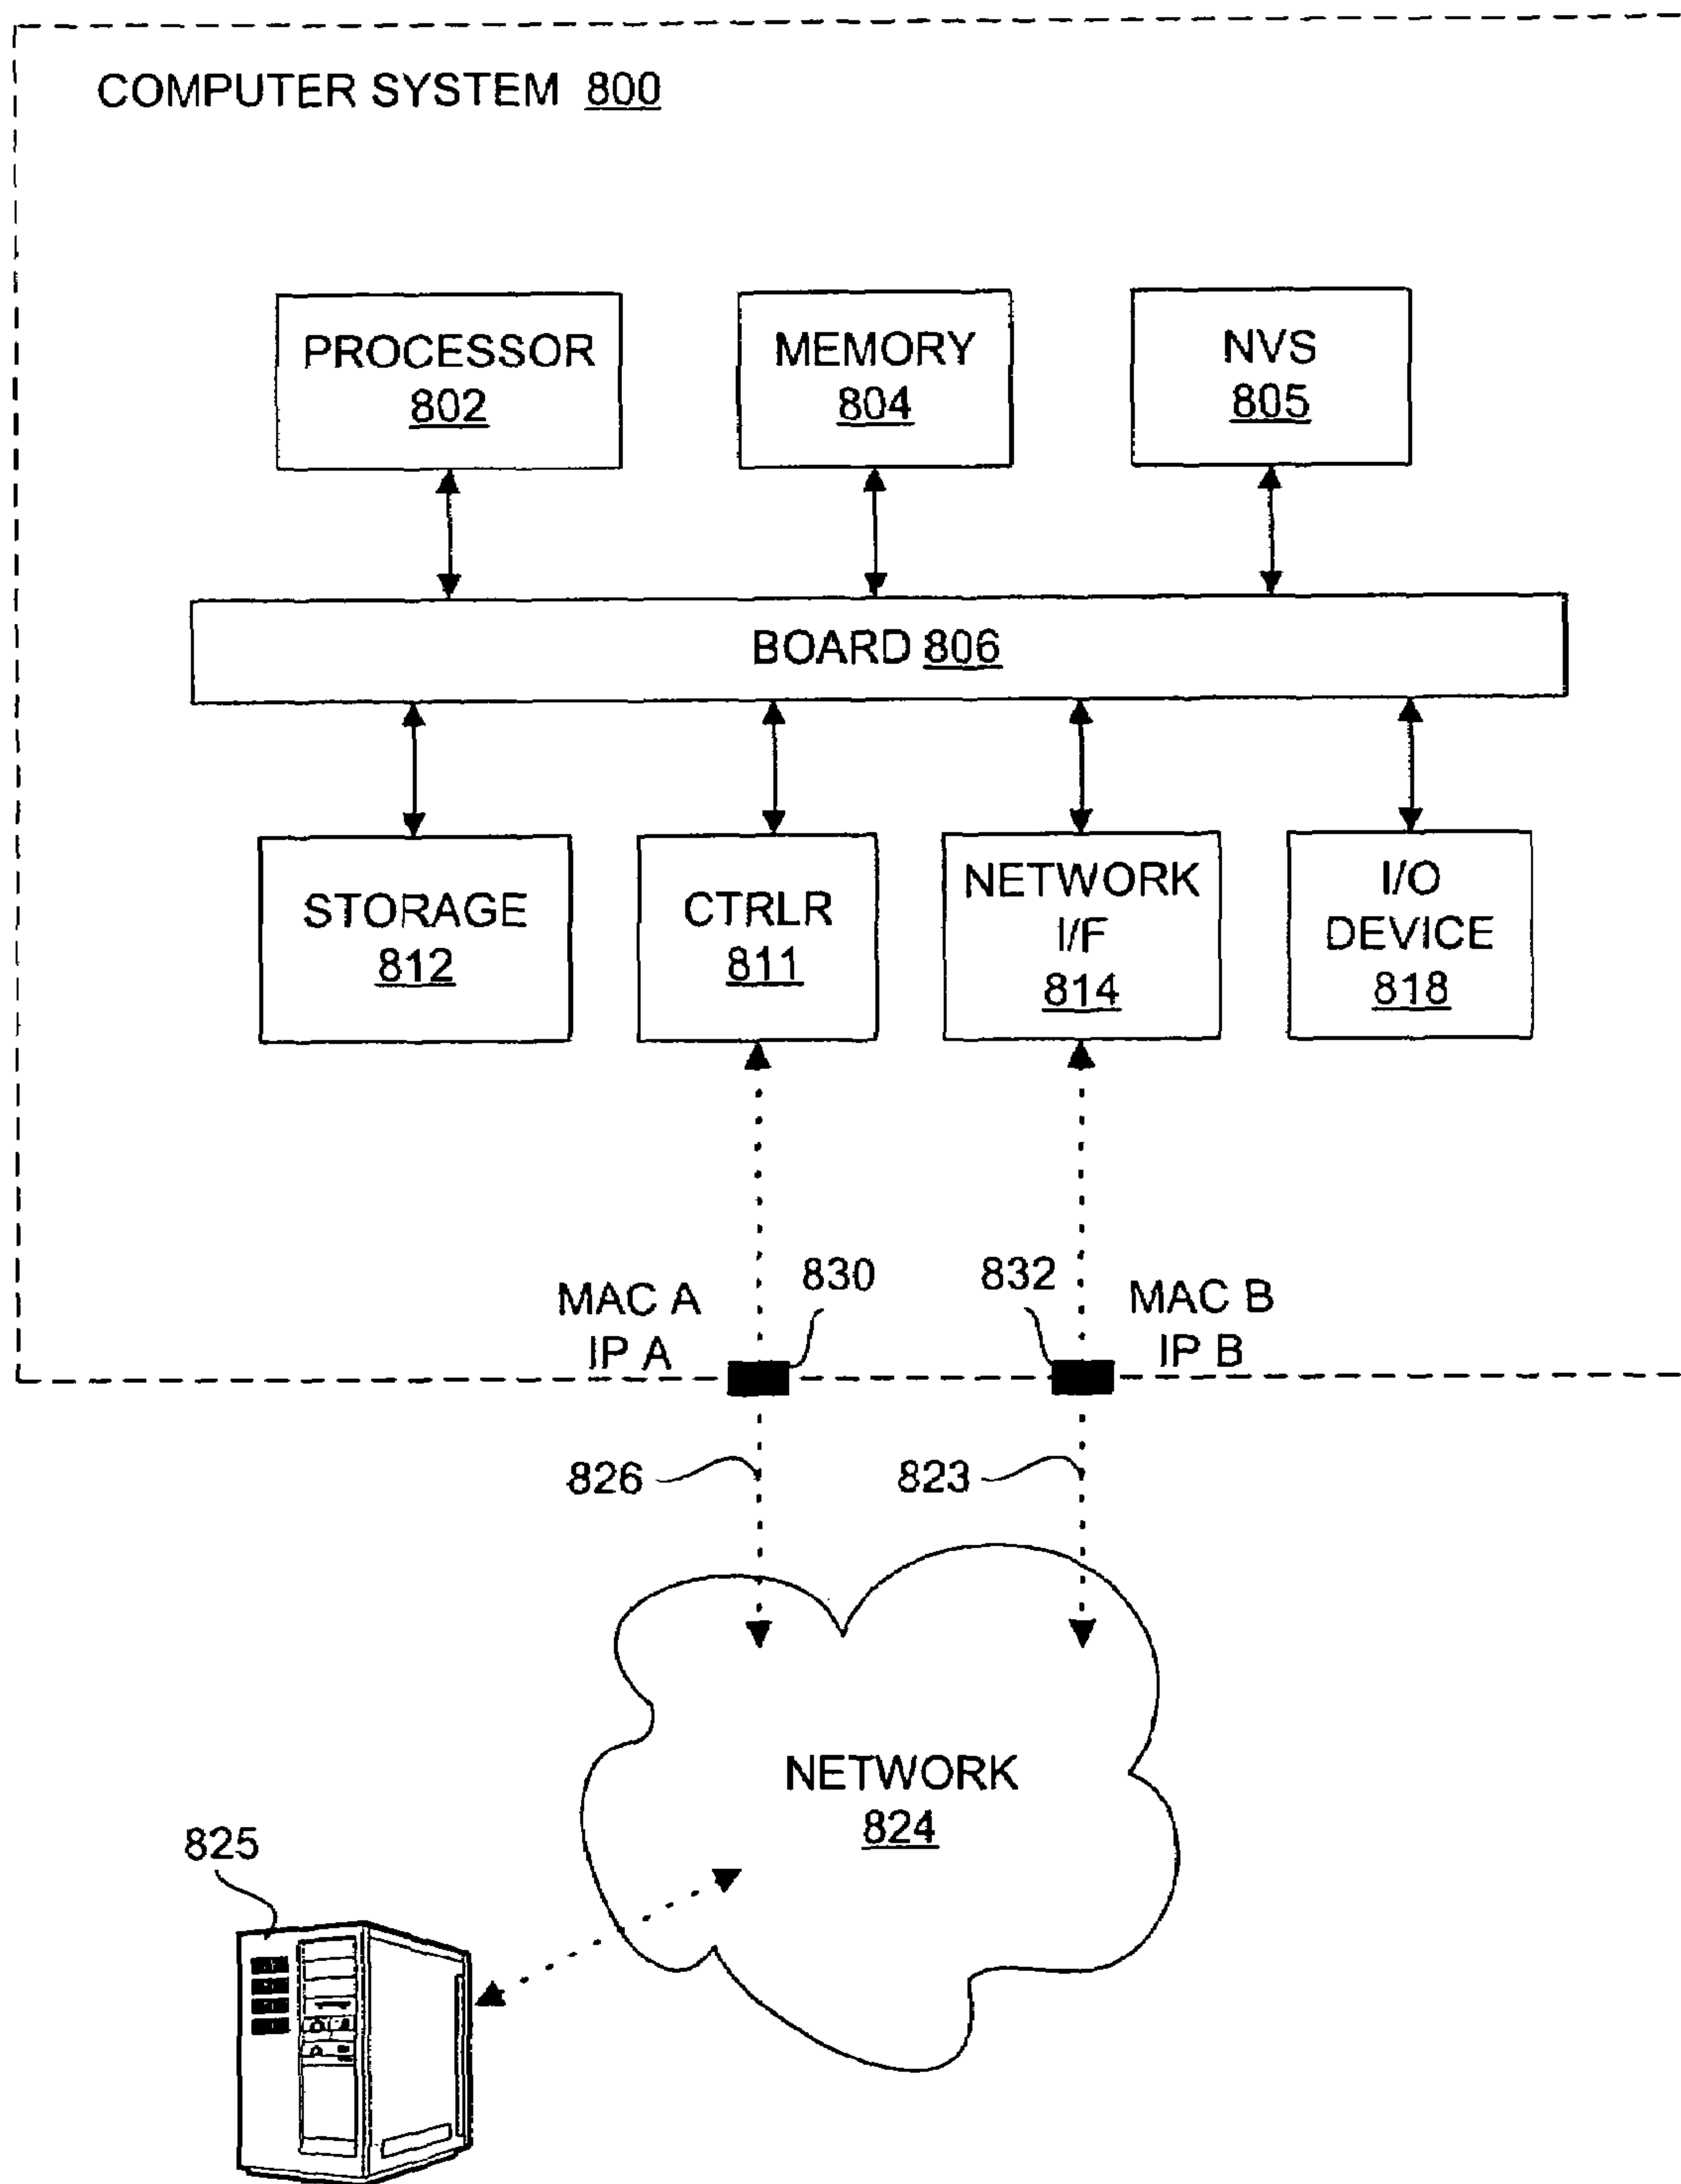 COMPUTER SYSTEM 800
PROCESSOR
802
MEMORY
804
NVS
805
BOARD 806
STORAGE
812
CTRLR
811
NETWORK
I/F
814
I/O
DEVICE
818
MAC A
IP A
830
832
MAC B
IP B
826
823
NETWORK
824
825